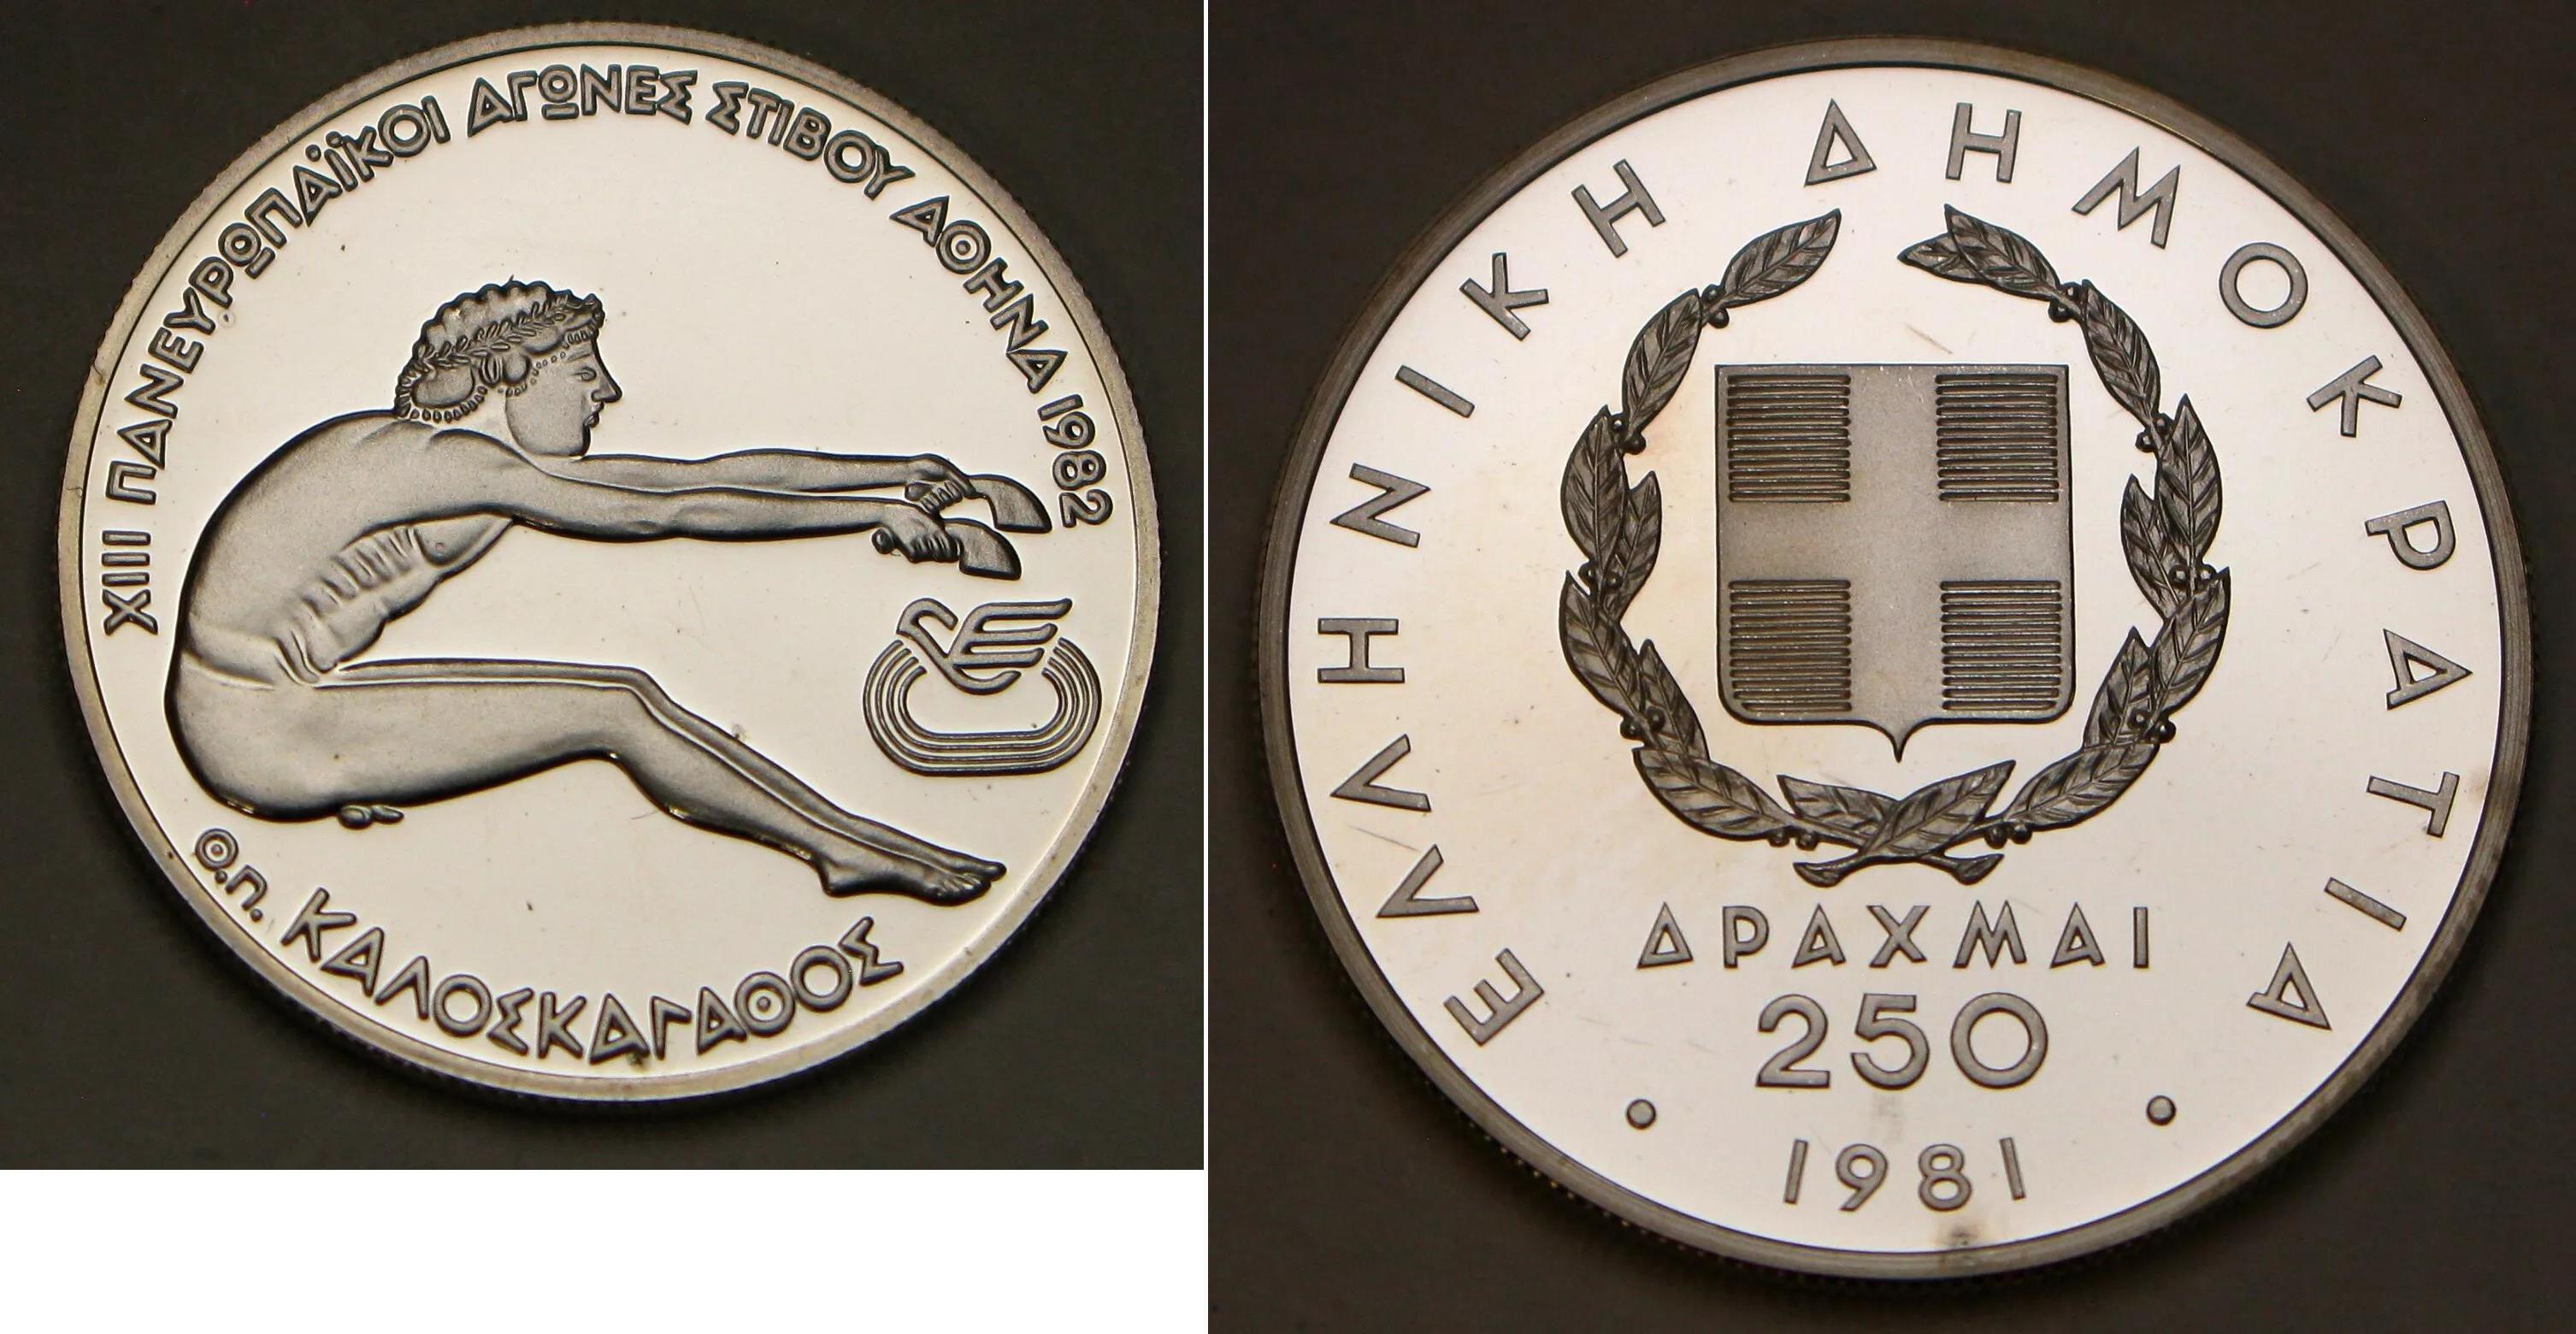 XIII ΠΑΝΕΥΡΩΠΑΪΚΟΙ ΑΓΩΝΕΣ ΣΤΙΒΟΥ ΑΘΗΝΑ 1982
Θ.Π. ΚΑΛΟΣΚΑΓΑΘΟΣ
ΕΛΛΗΝΙΚΗ ΔΗΜΟΚΡΑΤΙΑ
ΔΡΑΧΜΑΙ
250
• 1981 •